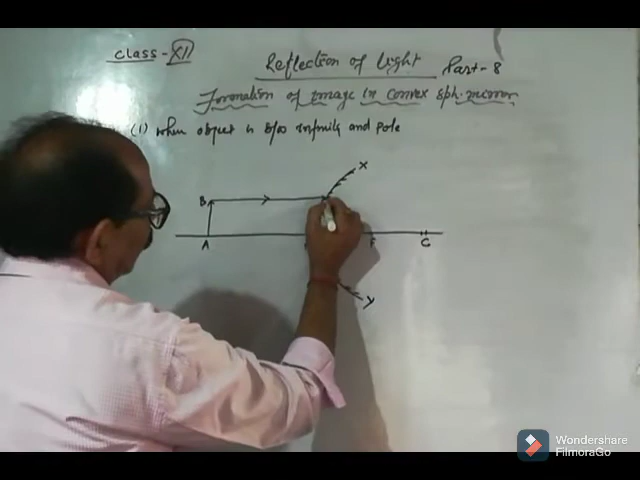 Class - XII
Reflection of Light Part-8
Formation of image in convex sph. mirror
(1) when object is b/w infinity and pole
X
B
A F C
Y
Wondershare
FilmoraGo